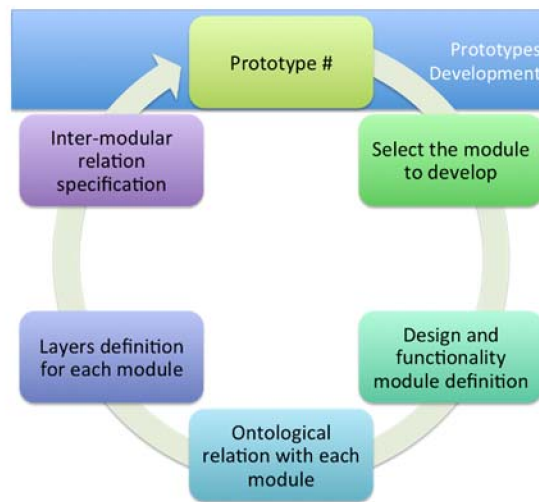 Prototype #
Prototypes
Development
Select the module
to develop
Design and
functionality
module definition
Ontological
relation with each
module
Layers definition
for each module
Inter-modular
relation
specification